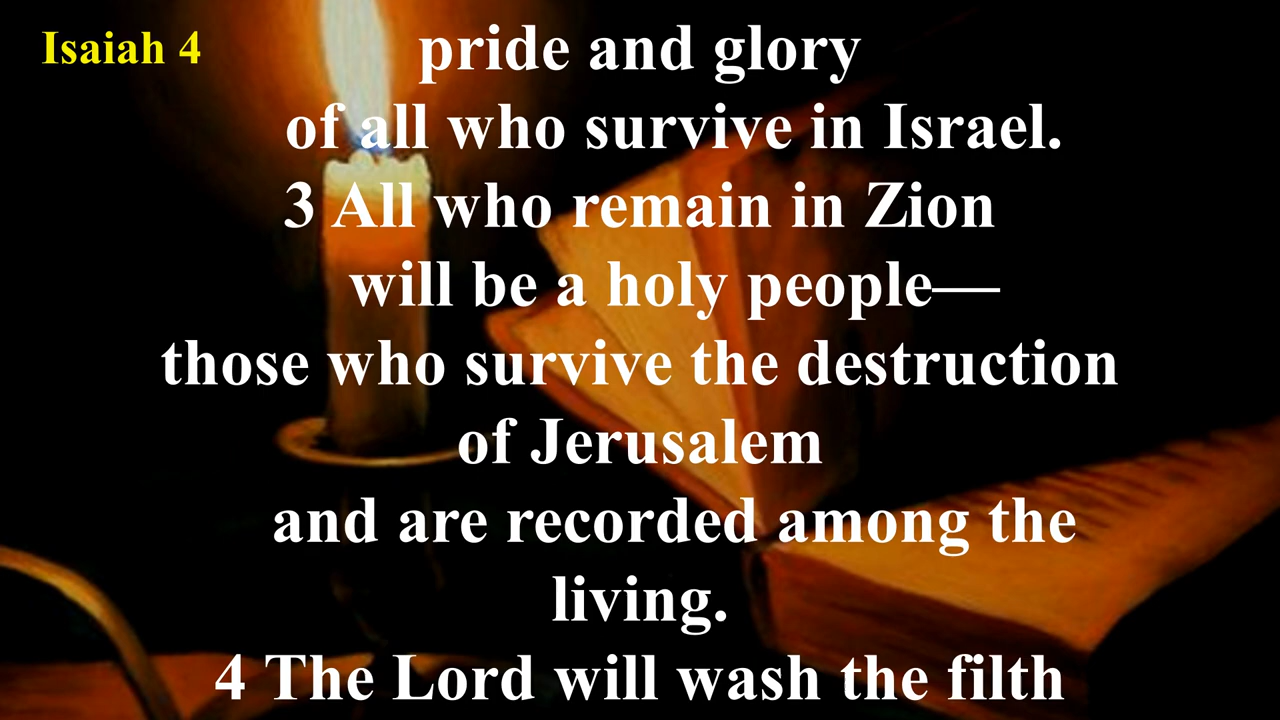 Isaiah 4
pride and glory
of all who survive in Israel.
3 All who remain in Zion
will be a holy people—
those who survive the destruction
of Jerusalem
and are recorded among the
living.
4 The Lord will wash the filth